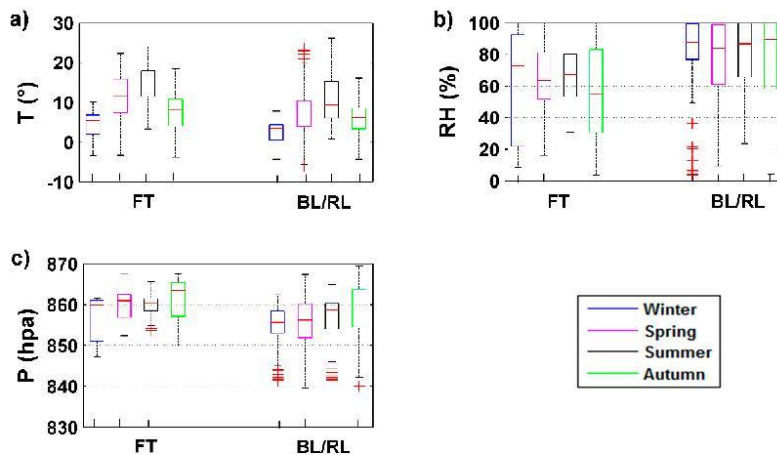 a)
30
20
10
0
-10
T (°)
FT
BL/RL
b)
100
80
60
40
20
0
RH (%)
FT
BL/RL
c)
870
860
850
840
830
P (hpa)
FT
BL/RL
Winter
Spring
Summer
Autumn